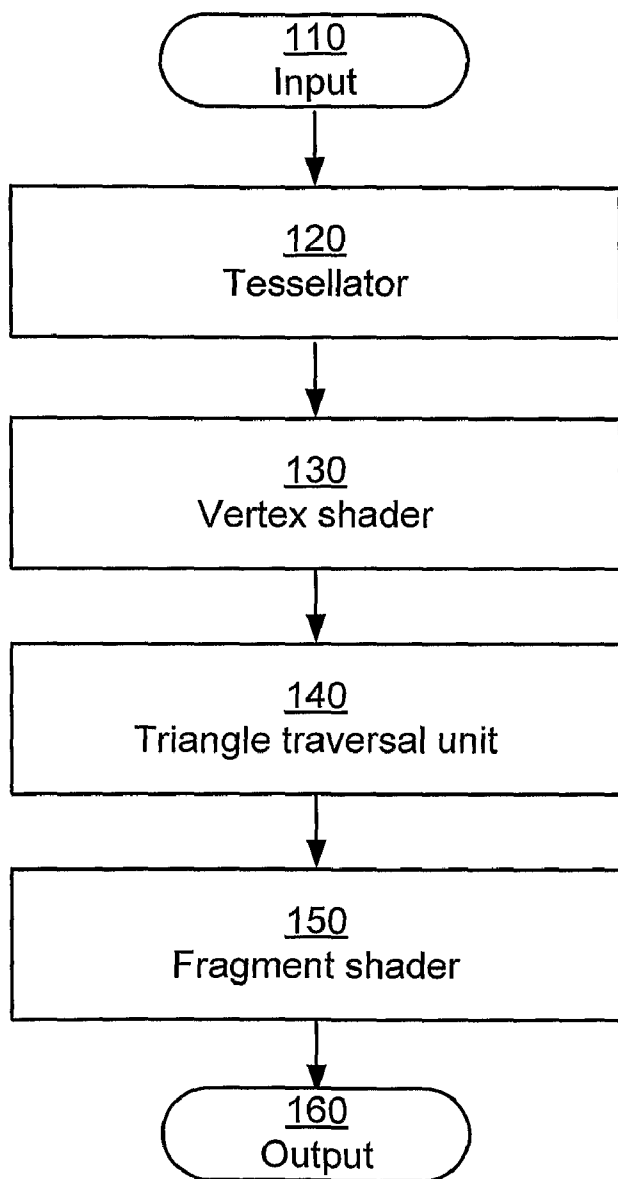 110
Input
120
Tessellator
130
Vertex shader
140
Triangle traversal unit
150
Fragment shader
160
Output